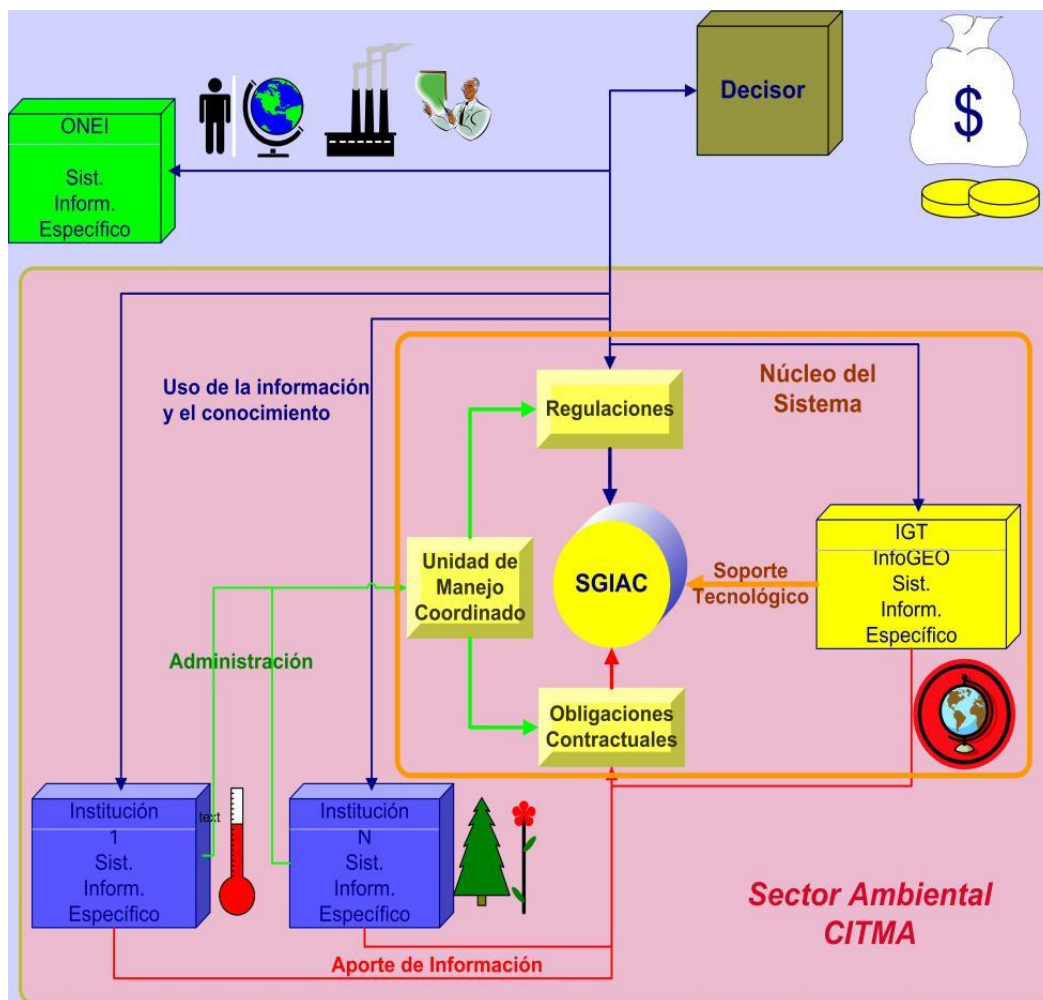 Decisor
$
ONEI
Sist.
Inform.
Específico
Uso de la información
y el conocimiento
Núcleo del
Sistema
Regulaciones
Unidad de
Manejo
Coordinado
SGIAC
Soporte
Tecnológico
IGT
InfoGEO
Sist.
Inform.
Específico
Administración
Obligaciones
Contractuales
Institución
1
Sist.
Inform.
Específico
text
Institución
N
Sist.
Inform.
Específico
Sector Ambiental
CITMA
Aporte de Información